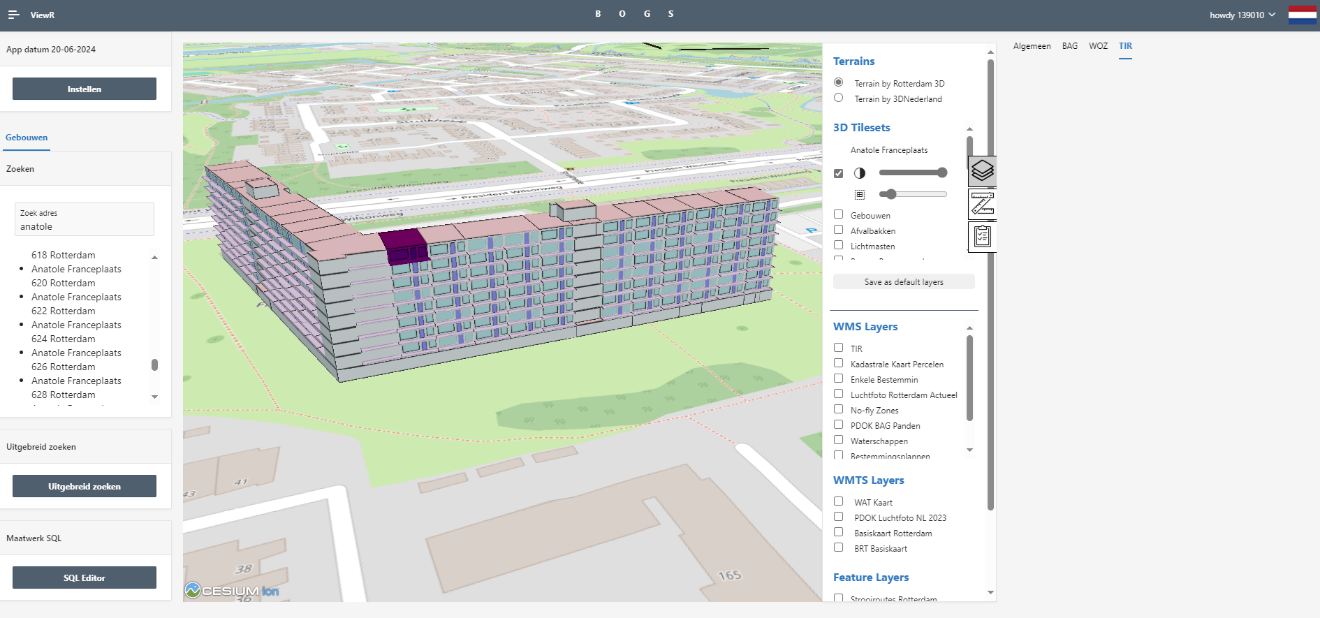 ViewR
B O G S
howdy 139010
App datum 20-06-2024
Instellen
Gebouwen
Zoeken
Zoek adres
anatole
618 Rotterdam
Anatole Franceplaats
620 Rotterdam
Anatole Franceplaats
622 Rotterdam
Anatole Franceplaats
624 Rotterdam
Anatole Franceplaats
626 Rotterdam
Anatole Franceplaats
628 Rotterdam
Uitgebreid zoeken
Uitgebreid zoeken
Maatwerk SQL
SQL Editor
President Wilsonweg
Wilsonweg
41
43
38
36
165
CESIUM ion
Terrains
Terrain by Rotterdam 3D
Terrain by 3DNederland
3D Tilesets
Anatole Franceplaats
Gebouwen
Afvalbakken
Lichtmasten
Save as default layers
WMS Layers
TIR
Kadastrale Kaart Percelen
Enkele Bestemmin
Luchtfoto Rotterdam Actueel
No-fly Zones
PDOK BAG Panden
Waterschappen
Bestemmingsplannen
WMTS Layers
WAT Kaart
PDOK Luchtfoto NL 2023
Basiskaart Rotterdam
BRT Basiskaart
Feature Layers
Strooiroutes Rotterdam
Algemeen BAG WOZ TIR